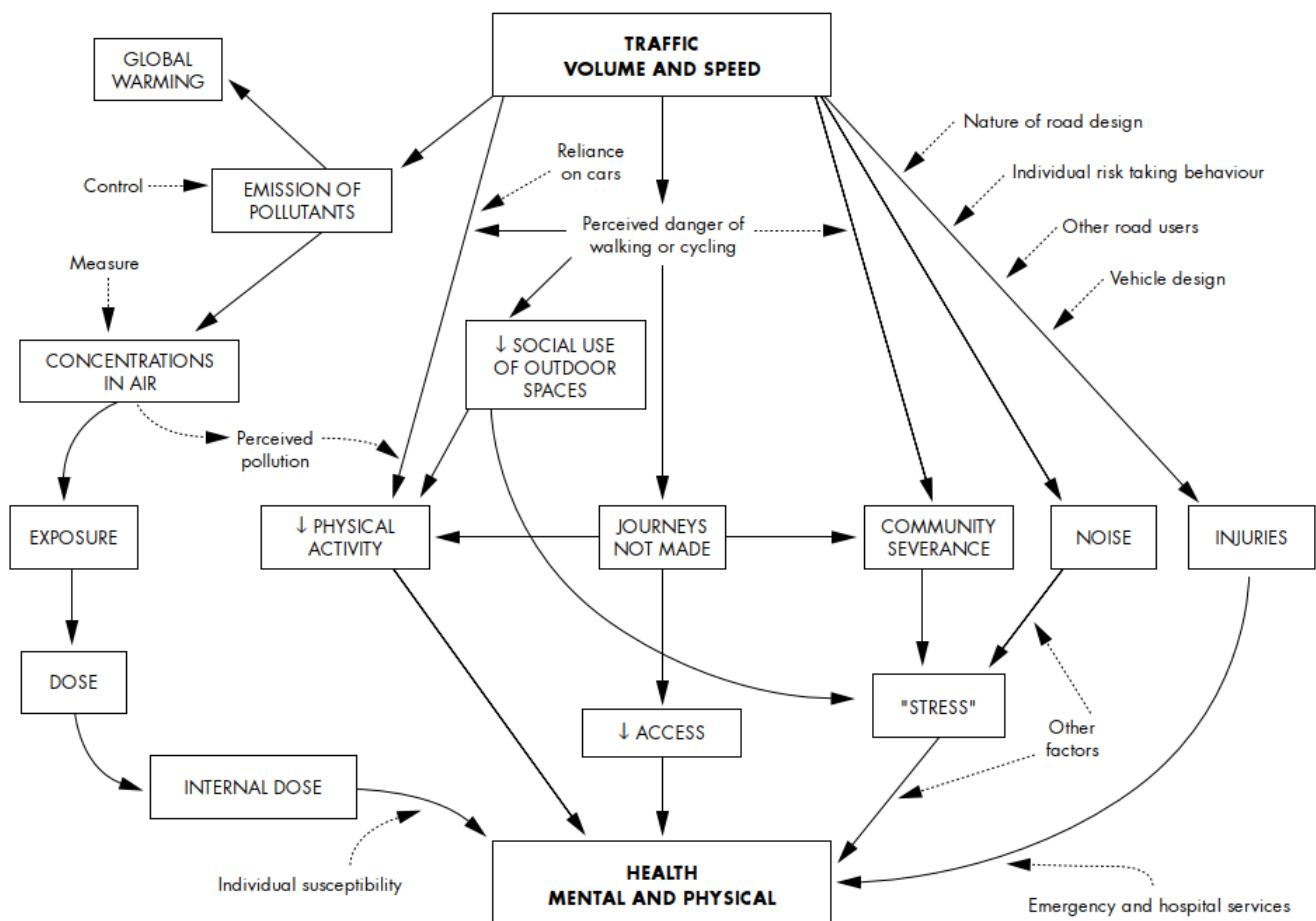 TRAFFIC
VOLUME AND SPEED
GLOBAL
WARMING
Nature of road design
Reliance
on cars
Control
EMISSION OF
POLLUTANTS
Individual risk taking behaviour
Perceived danger of
walking or cycling
Other road users
Measure
Vehicle design
CONCENTRATIONS
IN AIR
↓ SOCIAL USE
OF OUTDOOR
SPACES
Perceived
pollution
EXPOSURE
↓ PHYSICAL
ACTIVITY
JOURNEYS
NOT MADE
COMMUNITY
SEVERANCE
NOISE
INJURIES
DOSE
"STRESS"
↓ ACCESS
Other
factors
INTERNAL DOSE
Individual susceptibility
HEALTH
MENTAL AND PHYSICAL
Emergency and hospital services